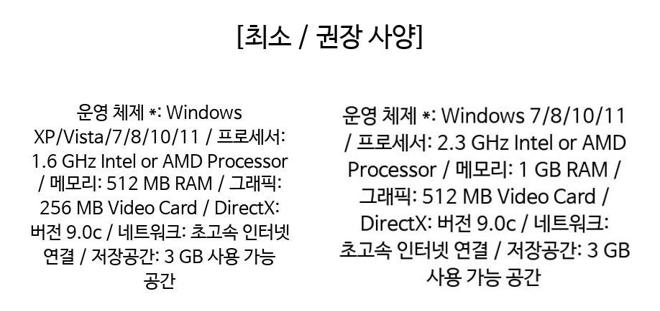 [최소 / 권장 사양]
운영 체제 *: Windows
XP/Vista/7/8/10/11 / 프로세서:
1.6 GHz Intel or AMD Processor
/ 메모리: 512 MB RAM / 그래픽:
256 MB Video Card / DirectX:
버전 9.0c / 네트워크: 초고속 인터넷
연결 / 저장공간: 3 GB 사용 가능
공간
운영 체제 *: Windows 7/8/10/11
/ 프로세서: 2.3 GHz Intel or AMD
Processor / 메모리: 1 GB RAM /
그래픽: 512 MB Video Card /
DirectX: 버전 9.0c / 네트워크:
초고속 인터넷 연결 / 저장공간: 3 GB
사용 가능 공간